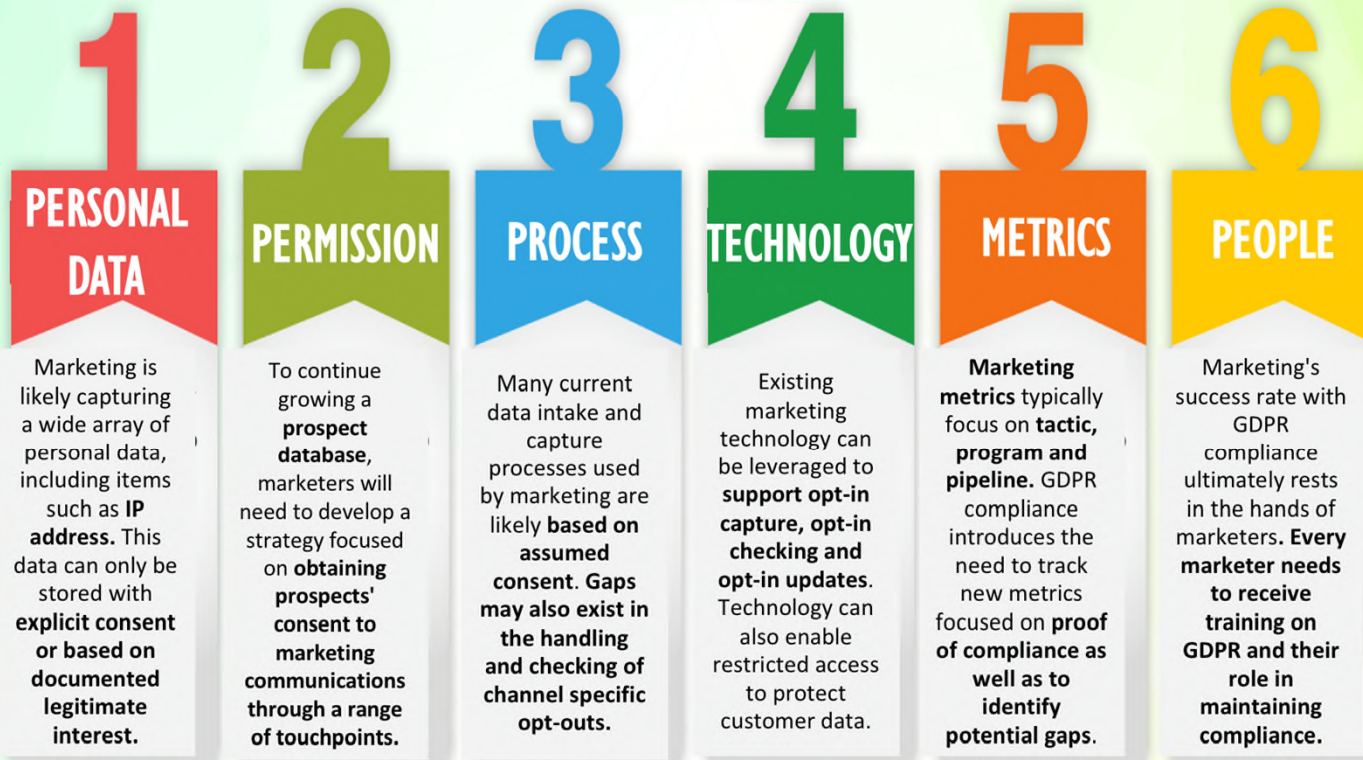 1
PERSONAL
DATA
Marketing is
likely capturing
a wide array of
personal data,
including items
such as IP
address. This
data can only be
stored with
explicit consent
or based on
documented
legitimate
interest.
2
PERMISSION
To continue
growing a
prospect
database,
marketers will
need to develop a
strategy focused
on obtaining
prospects'
consent to
marketing
communications
through a range
of touchpoints.
3
PROCESS
Many current
data intake and
capture
processes used
by marketing are
likely based on
assumed
consent. Gaps
may also exist in
the handling
and checking of
channel specific
opt-outs.
4
TECHNOLOGY
Existing
marketing
technology can
be leveraged to
support opt-in
capture, opt-in
checking and
opt-in updates.
Technology can
also enable
restricted access
to protect
customer data.
5
METRICS
Marketing
metrics typically
focus on tactic,
program and
pipeline. GDPR
compliance
introduces the
need to track
new metrics
focused on proof
of compliance as
well as to
identify
potential gaps.
6
PEOPLE
Marketing's
success rate with
GDPR
compliance
ultimately rests
in the hands of
marketers. Every
marketer needs
to receive
training on
GDPR and their
role in
maintaining
compliance.